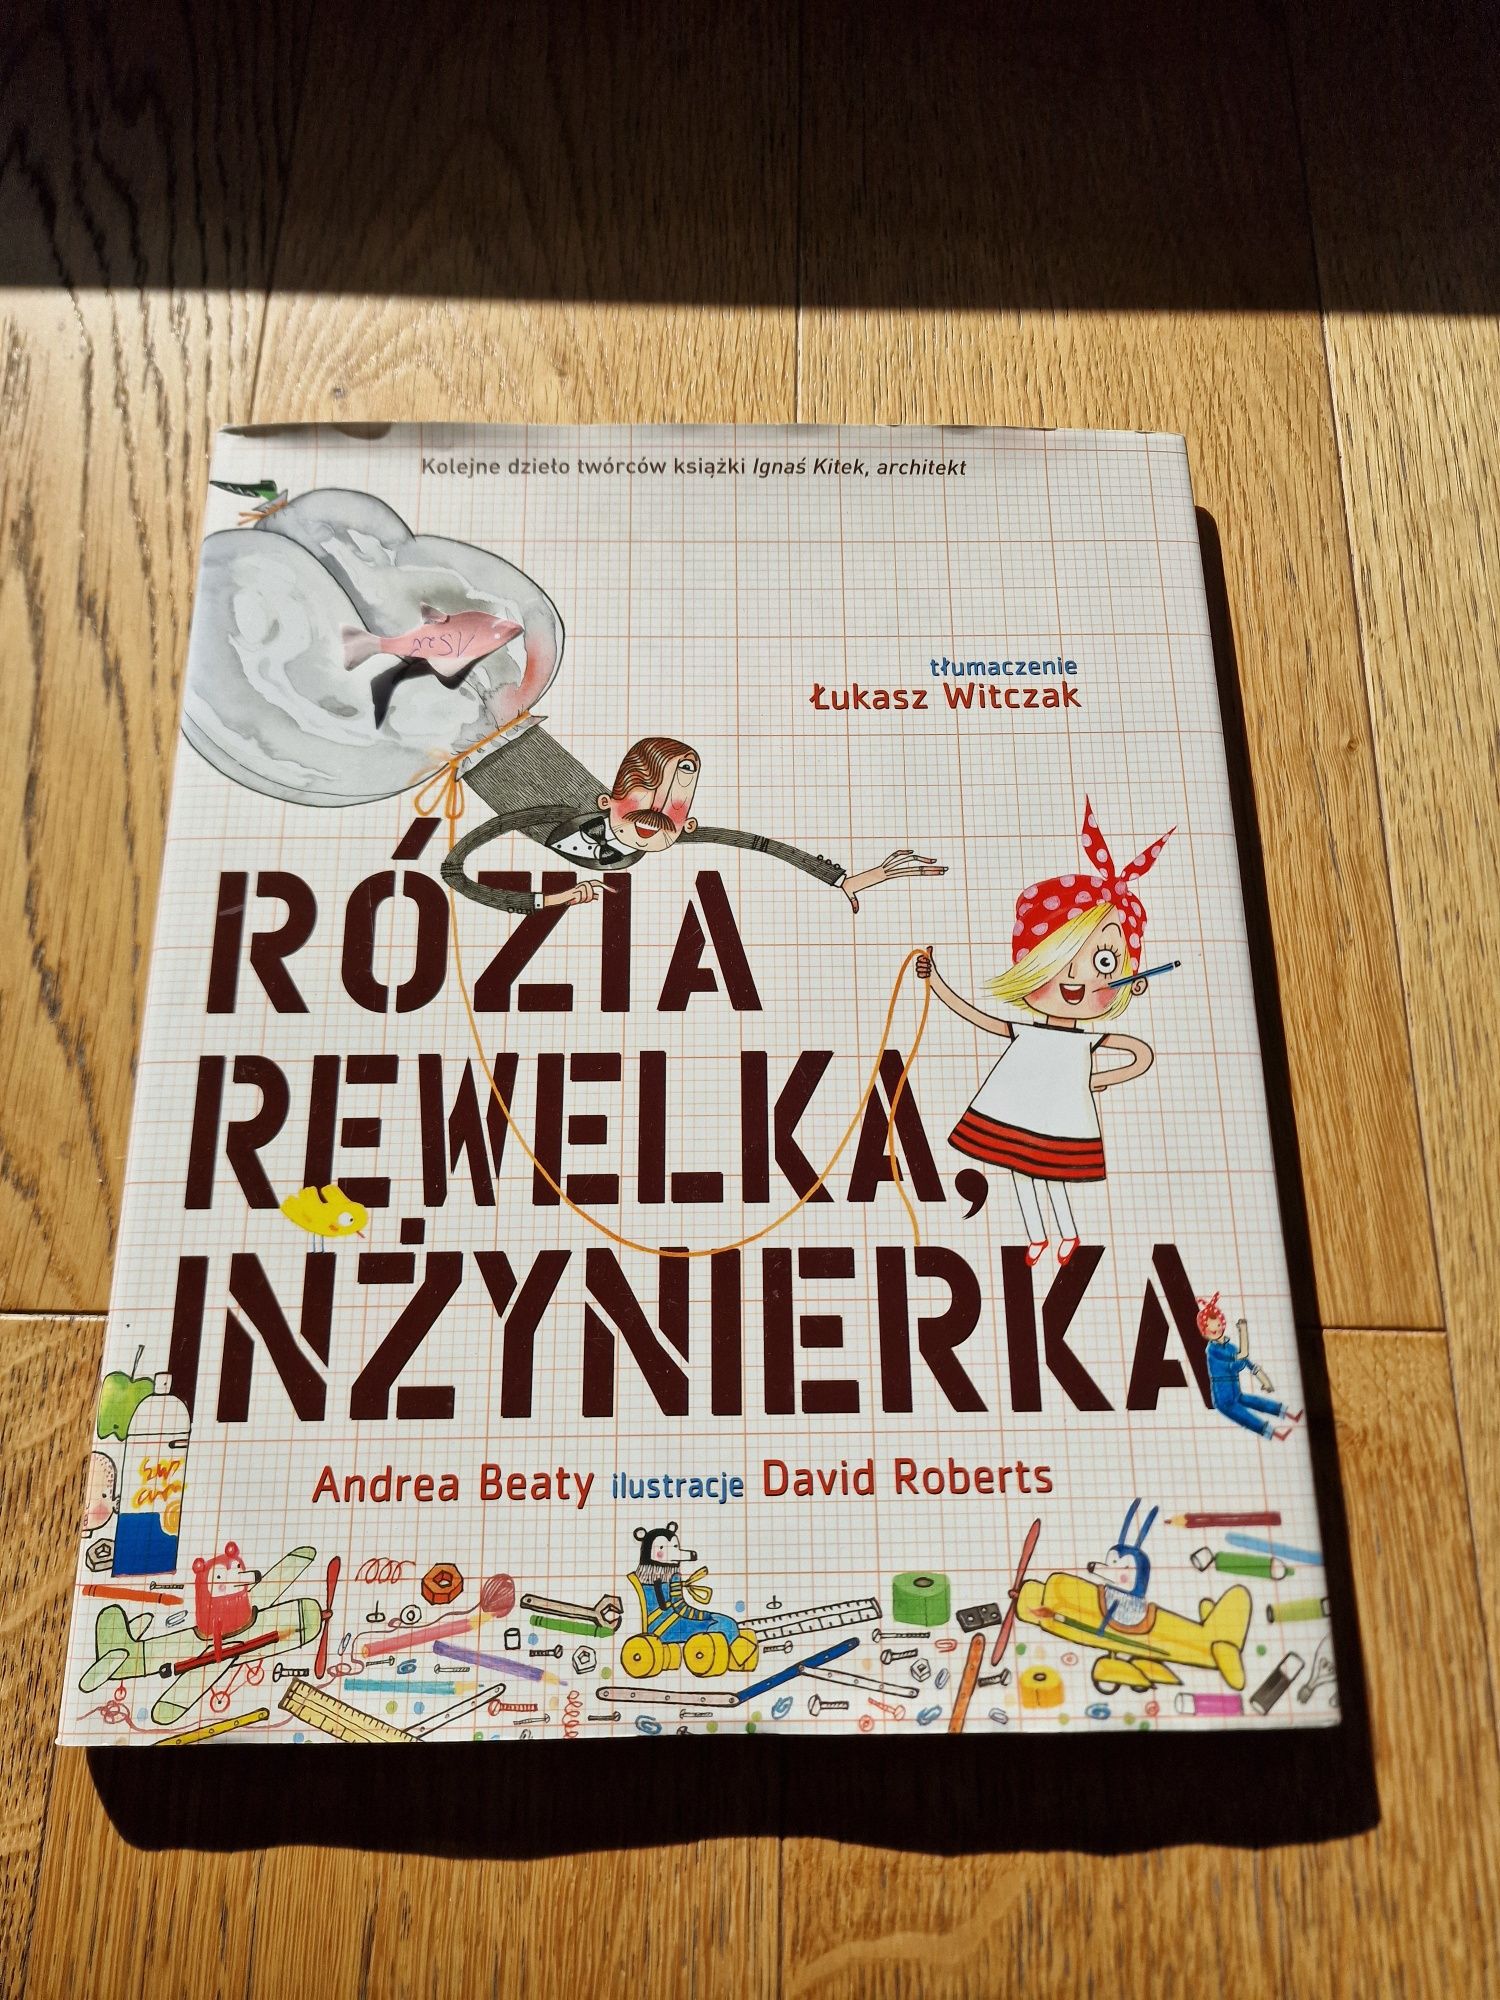 Kolejne dzieło twórców książki Ignaś Kitek, architekt
tłumaczenie
Łukasz Witczak
RÓZIA
REWELKA,
INŻYNIERKA
Andrea Beaty ilustracje David Roberts